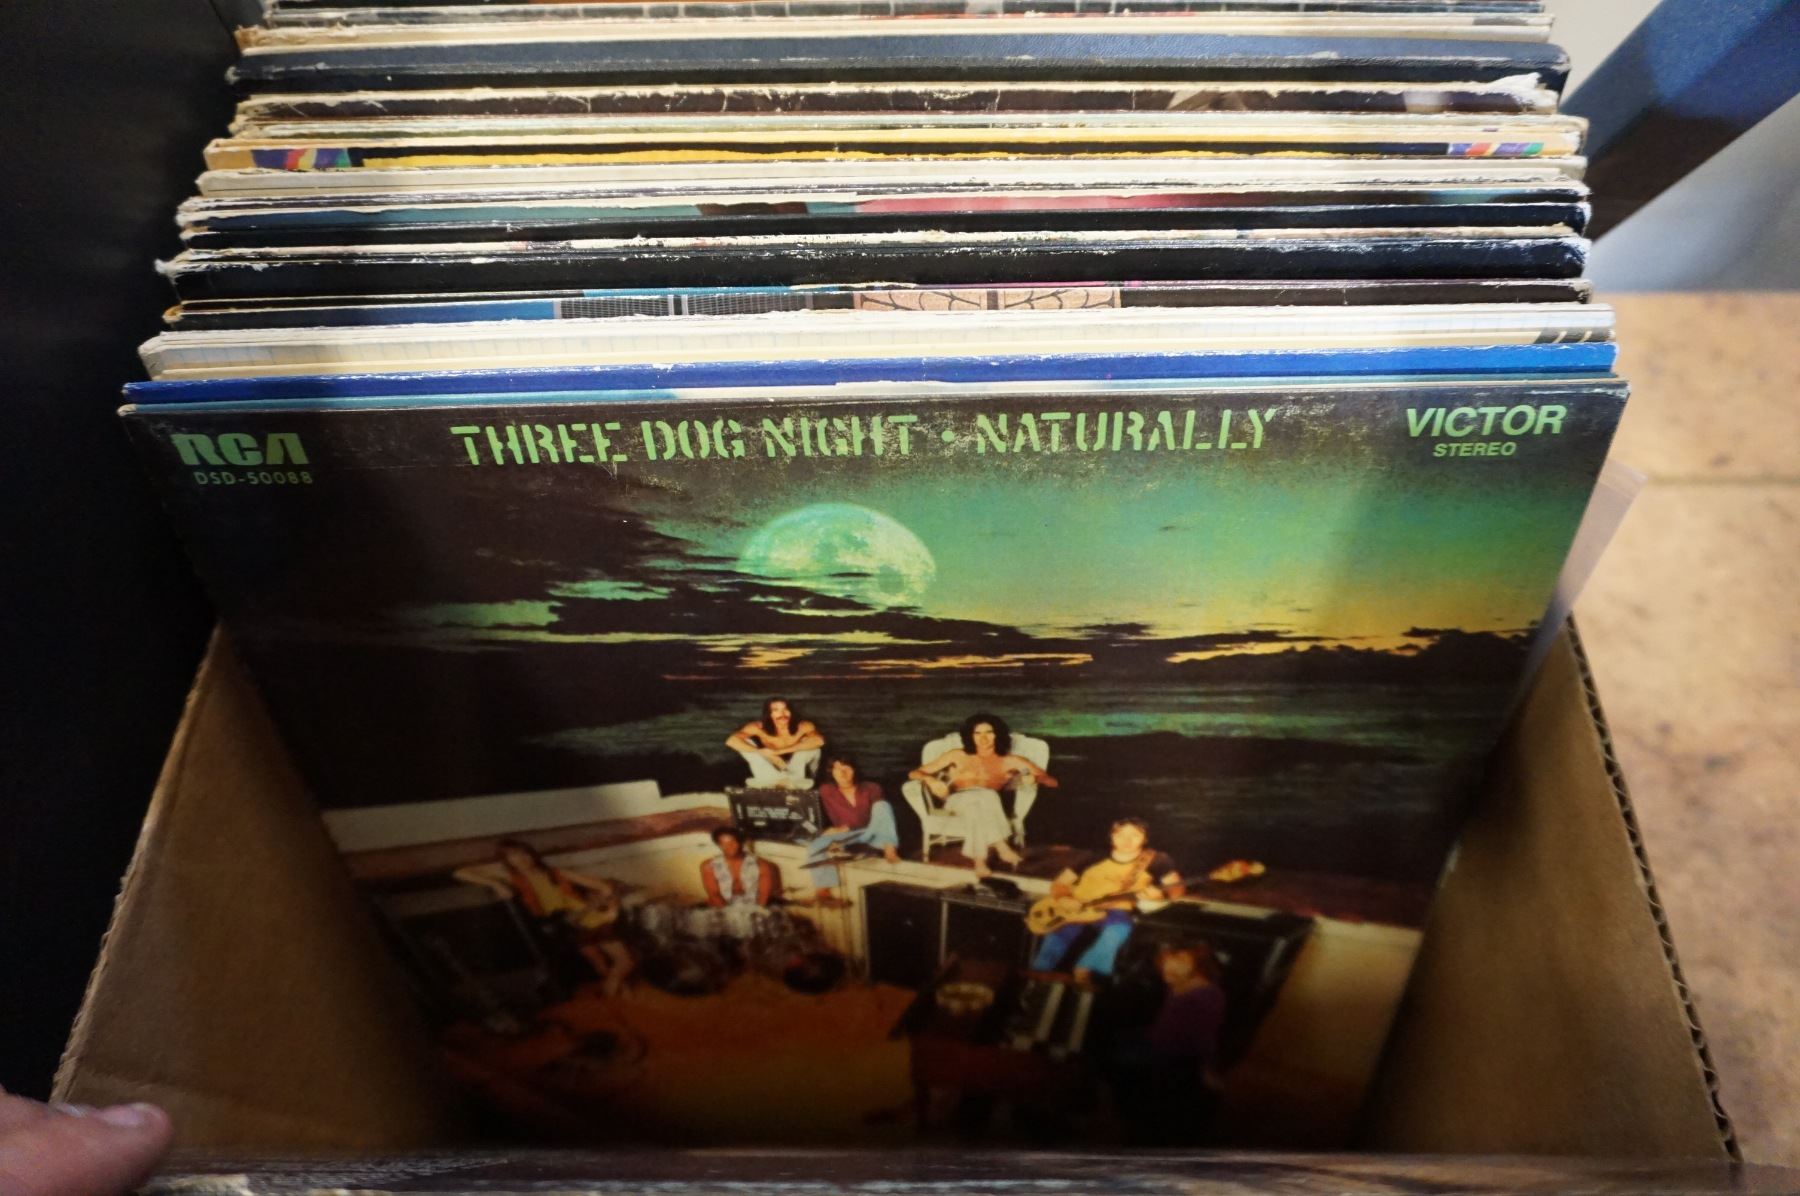 RCA THREE DOG NIGHT • NATURALLY VICTOR
DSD-50088 STEREO